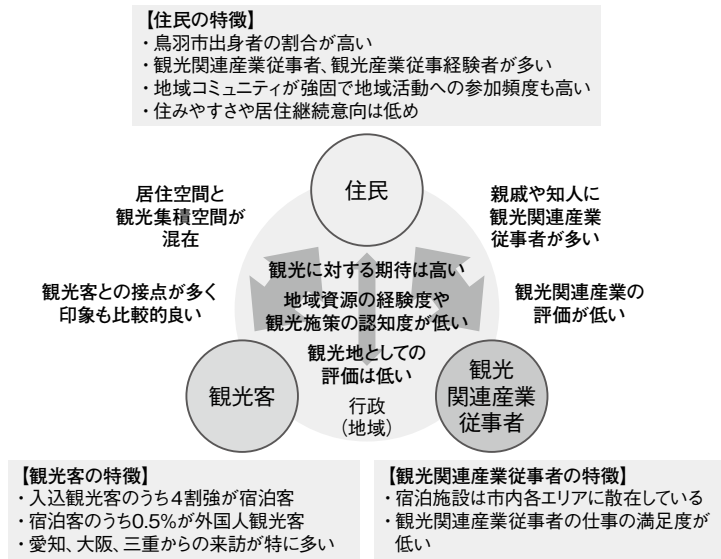 【住民の特徴】
・鳥羽市出身者の割合が高い
・観光関連産業従事者、観光産業従事経験者が多い
・地域コミュニティが強固で地域活動への参加頻度も高い
・住みやすさや居住継続意向は低め
住民
居住空間と
観光集積空間が
混在
親戚や知人に
観光関連産業
従事者が多い
観光に対する期待は高い
観光客との接点が多く
印象も比較的良い
地域資源の経験度や
観光施策の認知度が低い
観光関連産業の
評価が低い
観光地としての
評価は低い
観光客
行政
(地域)
観光
関連産業
従事者
【観光客の特徴】
・入込観光客のうち4割強が宿泊客
・宿泊客のうち0.5%が外国人観光客
・愛知、大阪、三重からの来訪が特に多い
【観光関連産業従事者の特徴】
・宿泊施設は市内各エリアに散在している
・観光関連産業従事者の仕事の満足度が
低い